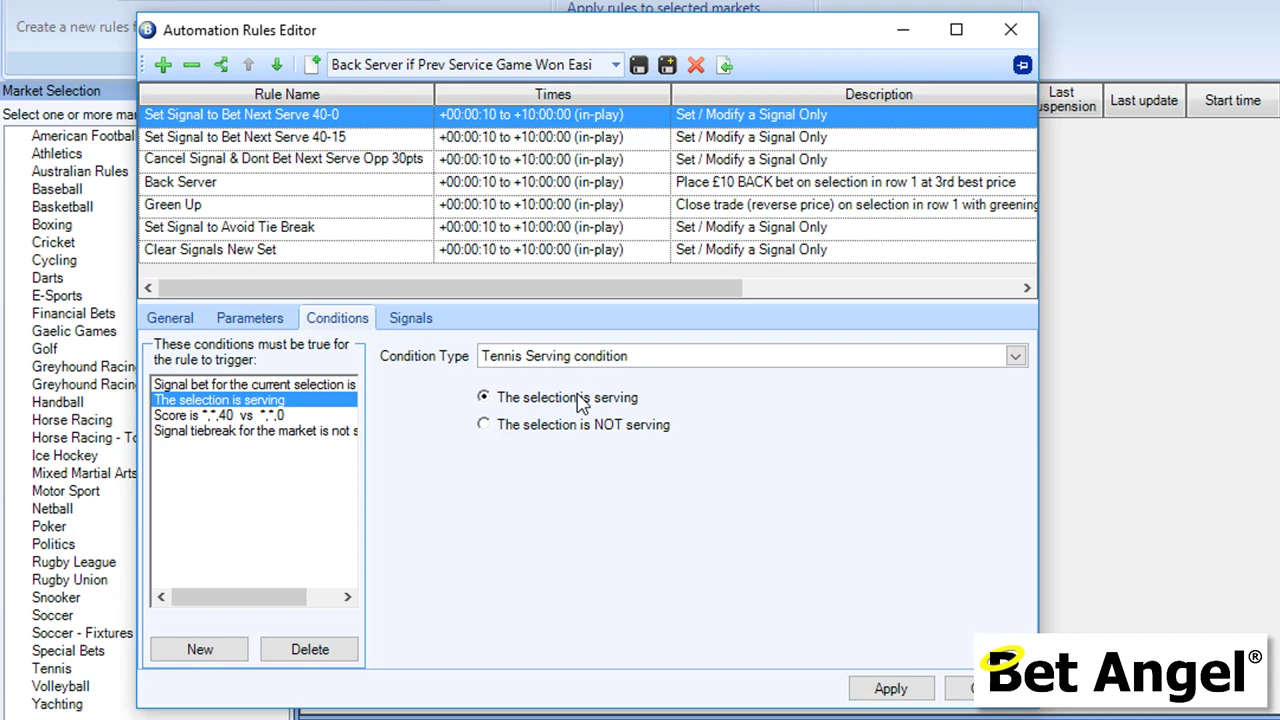 Create a new rules f
Apply rules to selected markets
Automation Rules Editor
Back Server if Prev Service Game Won Easi
Market Selection
Select one or more mar
American Footbal
Athletics
Australian Rules
Baseball
Basketball
Boxing
Cricket
Cycling
Darts
E-Sports
Financial Bets
Gaelic Games
Golf
Greyhound Racing
Greyhound Racing
Handball
Horse Racing
Horse Racing - To
Ice Hockey
Mixed Martial Arts
Motor Sport
Netball
Poker
Politics
Rugby League
Rugby Union
Snooker
Soccer
Soccer - Fixtures
Special Bets
Tennis
Volleyball
Yachting
Rule Name Times Description
Set Signal to Bet Next Serve 40-0 +00:00:10 to +10:00:00 (in-play) Set / Modify a Signal Only
Set Signal to Bet Next Serve 40-15 +00:00:10 to +10:00:00 (in-play) Set / Modify a Signal Only
Cancel Signal & Dont Bet Next Serve Opp 30pts +00:00:10 to +10:00:00 (in-play) Set / Modify a Signal Only
Back Server +00:00:10 to +10:00:00 (in-play) Place £10 BACK bet on selection in row 1 at 3rd best price
Green Up +00:00:10 to +10:00:00 (in-play) Close trade (reverse price) on selection in row 1 with greening
Set Signal to Avoid Tie Break +00:00:10 to +10:00:00 (in-play) Set / Modify a Signal Only
Clear Signals New Set +00:00:10 to +10:00:00 (in-play) Set / Modify a Signal Only
Last uspension Last update Start time
General Parameters Conditions Signals
These conditions must be true for
the rule to trigger:
Signal bet for the current selection is
The selection is serving
Score is *,*,40 vs *,*,0
Signal tiebreak for the market is not s
New Delete
Condition Type Tennis Serving condition
The selection is serving
The selection is NOT serving
Apply
Bet Angel®